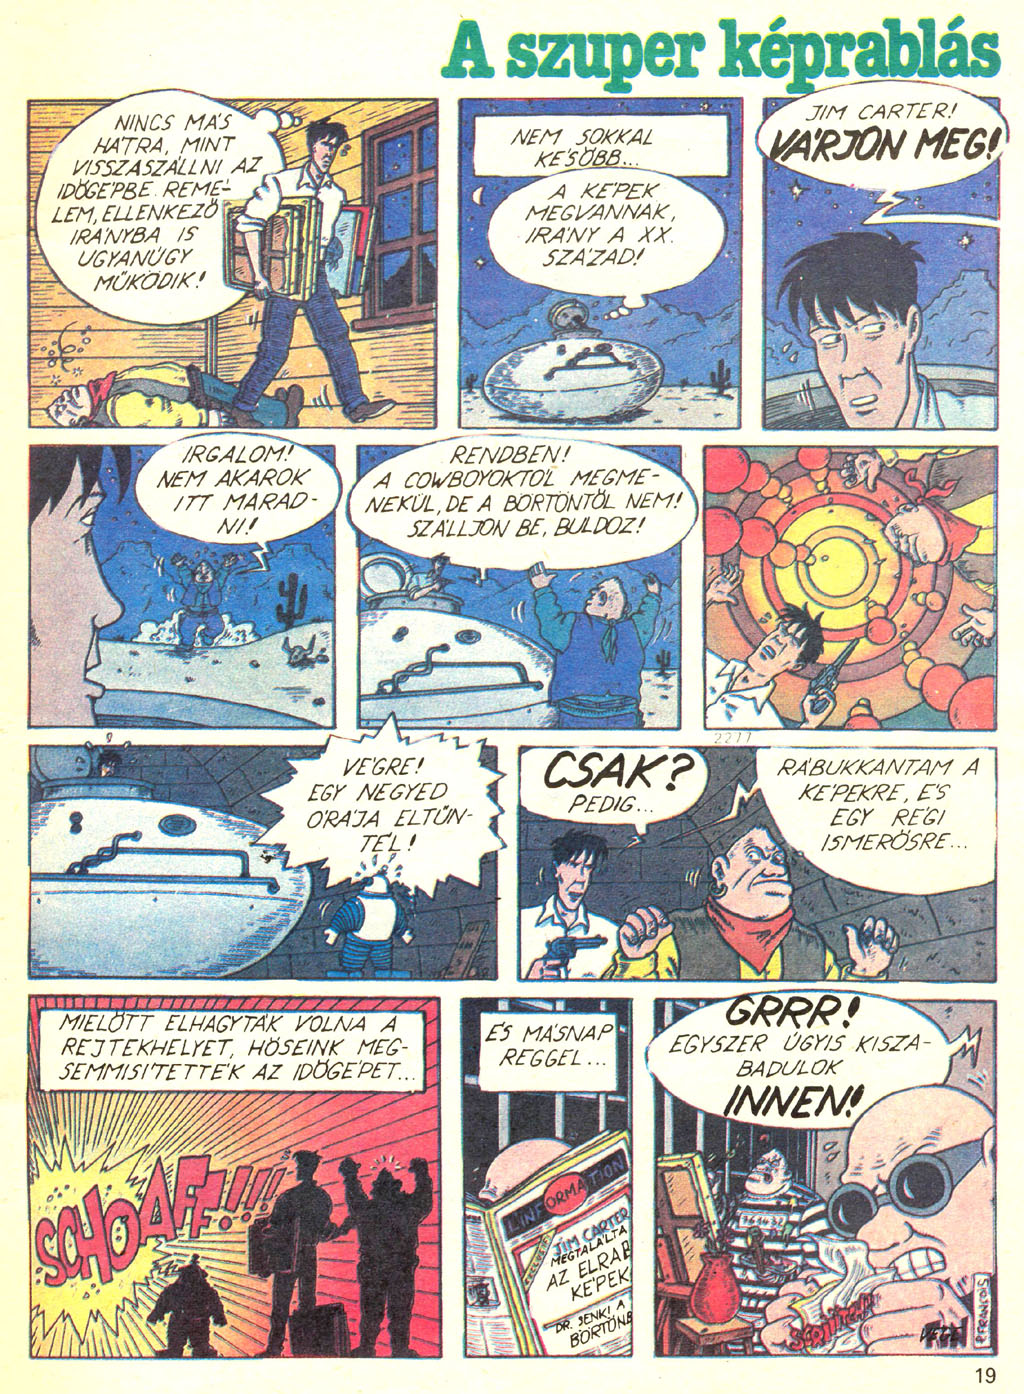 A szuper képrablás
NINCS MÁS
HÁTRA, MINT
VISSZASZÁLLNI AZ
IDŐGÉPBE. REMÉ-
LEM, ELLENKEZŐ
IRÁNYBA IS
UGYANÚGY
MŰKÖDIK!
NEM SOKKAL
KÉSŐBB...
A KÉPEK
MEGVANNAK,
IRÁNY A XX.
SZÁZAD!
JIM CARTER!
VÁRJON MEG!
IRGALOM!
NEM AKAROK
ITT MARAD-
NI!
RENDBEN!
A COWBOYOKTÓL MEGME-
NEKÜL, DE A BÖRTÖNTŐL NEM!
SZÁLLJON BE, BULDOZ!
2277
VÉGRE!
EGY NEGYED
ÓRÁJA ELTŰN-
TÉL!
CSAK?
PEDIG...
RÁBUKKANTAM A
KÉPEKRE, ÉS
EGY RÉGI
ISMERŐSRE...
MIELŐTT ELHAGYTÁK VOLNA A
REJTEKHELYET, HŐSEINK MEG-
SEMMISÍTETTÉK AZ IDŐGÉPET...
SCHOAFF!!!!
ÉS MÁSNAP
REGGEL...
L'INFORMATION
JIM CARTER
MEGTALÁLTA
AZ ELRAB
KÉPEK
DR. SENKI A
BÖRTÖNB
GRRR!
EGYSZER ÚGYIS KISZA-
BADULOK
INNEN!
761432
VÉGE
FRANCOIS
19